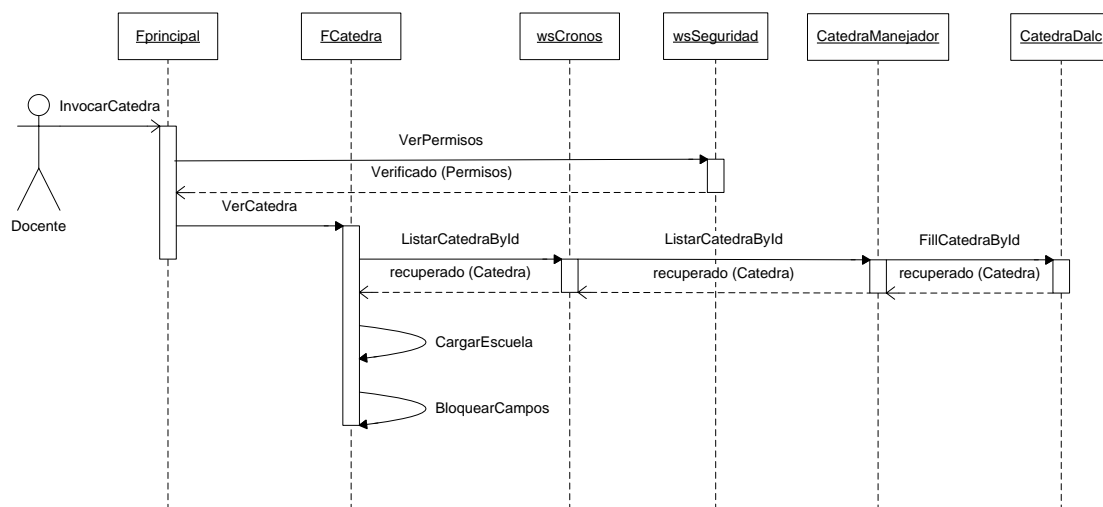 Fprincipal
FCatedra
wsCronos
wsSeguridad
CatedraManejador
CatedraDalc
InvocarCatedra
VerPermisos
Verificado (Permisos)
VerCatedra
Docente
ListarCatedraById
ListarCatedraById
FillCatedraById
recuperado (Catedra)
recuperado (Catedra)
recuperado (Catedra)
CargarEscuela
BloquearCampos